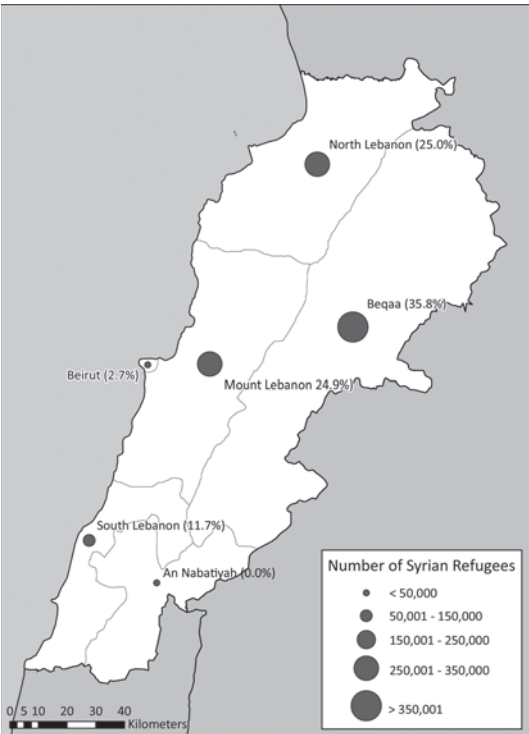 North Lebanon (25.0%)
Beqaa (35.8%)
Beirut (2.7%)
Mount Lebanon 24.9%)
South Lebanon (11.7%)
An Nabatiyah (0.0%)
Number of Syrian Refugees
< 50,000
50,001 - 150,000
150,001 - 250,000
250,001 - 350,000
> 350,001
0 5 10 20 30 40
Kilometers